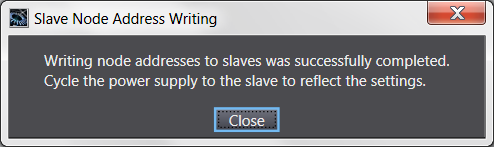 Slave Node Address Writing
Writing node addresses to slaves was successfully completed.
Cycle the power supply to the slave to reflect the settings.
Close